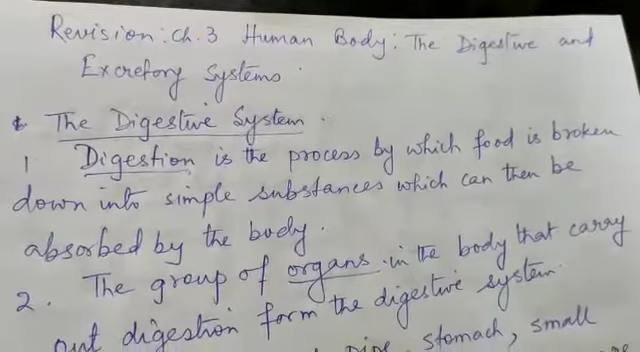 Revision: Ch. 3 Human Body: The Digestive and
Excretory Systems
The Digestive System.
1 Digestion is the process by which food is broken
down into simple substances which can then be
absorbed by the body.
2. The group of organs in the body that carry
out digestion form the digestive system.
stomach, small